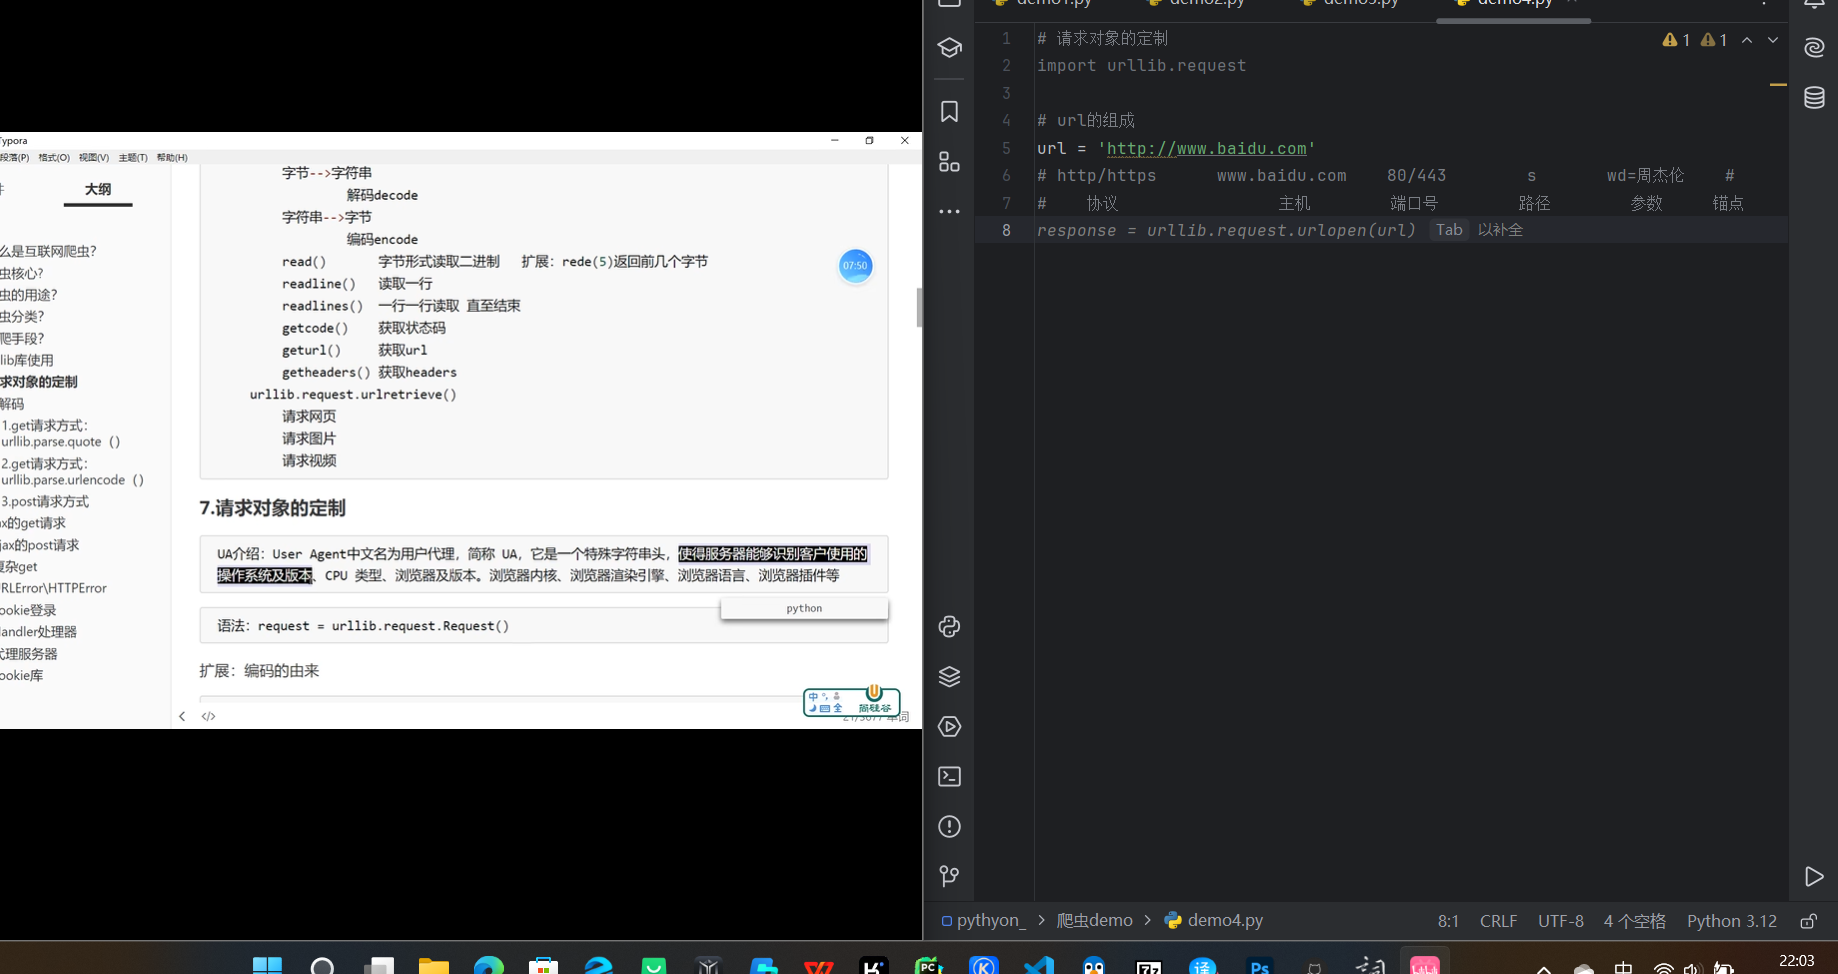 Typora
段落(P) 格式(O) 视图(V) 主题(T) 帮助(H)
大纲
么是互联网爬虫?
虫核心?
虫的用途?
虫分类?
爬手段?
lib库使用
求对象的定制
解码
1.get请求方式:
urllib.parse.quote（）
2.get请求方式:
urllib.parse.urlencode（）
3.post请求方式
ax的get请求
jax的post请求
复杂get
RLError\HTTPError
ookie登录
andler处理器
代理服务器
ookie库
字节-->字符串
解码decode
字符串-->字节
编码encode
read() 字节形式读取二进制 扩展：rede(5)返回前几个字节
readline() 读取一行
readlines() 一行一行读取 直至结束
getcode() 获取状态码
geturl() 获取url
getheaders() 获取headers
urllib.request.urlretrieve()
请求网页
请求图片
请求视频
07:50
7.请求对象的定制
UA介绍：User Agent中文名为用户代理，简称 UA，它是一个特殊字符串头，使得服务器能够识别客户使用的
操作系统及版本、CPU 类型、浏览器及版本。浏览器内核、浏览器渲染引擎、浏览器语言、浏览器插件等
python
语法：request = urllib.request.Request()
扩展：编码的由来
中 °,
全 尚硅谷
</>
demo1.py demo2.py demo3.py demo4.py
1 # 请求对象的定制
2 import urllib.request
3
4 # url的组成
5 url = 'http://www.baidu.com'
6 # http/https www.baidu.com 80/443 s wd=周杰伦 #
7 # 协议 主机 端口号 路径 参数 锚点
8 response = urllib.request.urlopen(url) Tab 以补全
1 1
pythyon_ > 爬虫demo > demo4.py
8:1 CRLF UTF-8 4 个空格 Python 3.12
PC K 7z 译 Ps 词
中 22:03